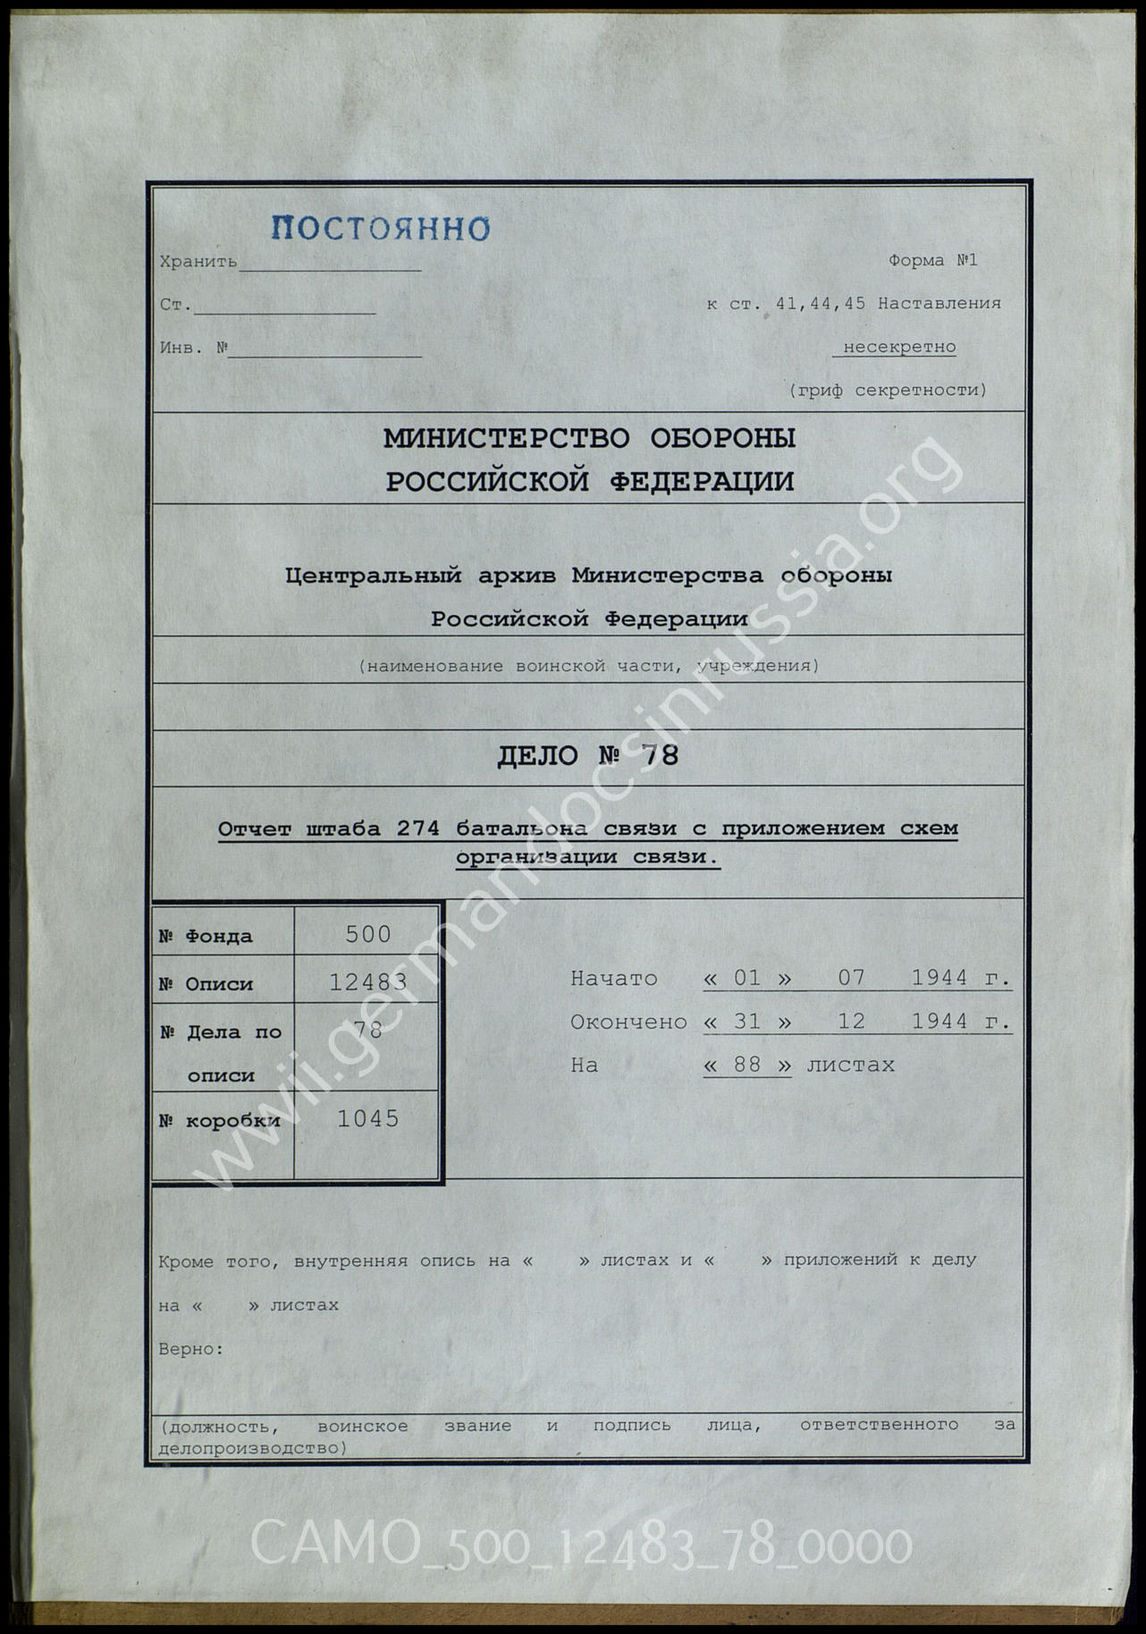 ПОСТОЯННО
Хранить
Форма №1
Ст.
к ст. 41,44,45 Наставления
Инв. №
несекретно
(гриф секретности)
МИНИСТЕРСТВО ОБОРОНЫ
РОССИЙСКОЙ ФЕДЕРАЦИИ
Центральный архив Министерства обороны
Российской Федерации
(наименование воинской части, учреждения)
ДЕЛО № 78
Отчет штаба 274 батальона связи с приложением схем
организации связи.
№ Фонда 500
№ Описи 12483
№ Дела по 78
описи
№ коробки 1045
Начато « 01 » 07 1944 г.
Окончено « 31 » 12 1944 г.
На « 88 » листах
Кроме того, внутренняя опись на « » листах и « » приложений к делу
на « » листах
Верно:
(должность, воинское звание и подпись лица, ответственного за
делопроизводство)
wwii.germandocsinrussia.org
CAMO_500_12483_78_0000